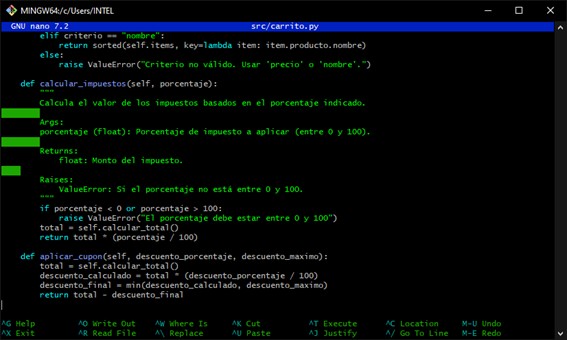 MINGW64:/c/Users/INTEL
GNU nano 7.2 src/carrito.py
elif criterio == "nombre":
return sorted(self.items, key=lambda item: item.producto.nombre)
else:
raise ValueError("Criterio no válido. Usar 'precio' o 'nombre'.")
def calcular_impuestos(self, porcentaje):
"""
Calcula el valor de los impuestos basados en el porcentaje indicado.
Args:
porcentaje (float): Porcentaje de impuesto a aplicar (entre 0 y 100).
Returns:
float: Monto del impuesto.
Raises:
ValueError: Si el porcentaje no está entre 0 y 100.
"""
if porcentaje < 0 or porcentaje > 100:
raise ValueError("El porcentaje debe estar entre 0 y 100")
total = self.calcular_total()
return total * (porcentaje / 100)
def aplicar_cupon(self, descuento_porcentaje, descuento_maximo):
total = self.calcular_total()
descuento_calculado = total * (descuento_porcentaje / 100)
descuento_final = min(descuento_calculado, descuento_maximo)
return total - descuento_final
^G Help ^O Write Out ^W Where Is ^K Cut ^T Execute ^C Location M-U Undo
^X Exit ^R Read File ^\ Replace ^U Paste ^J Justify ^/ Go To Line M-E Redo